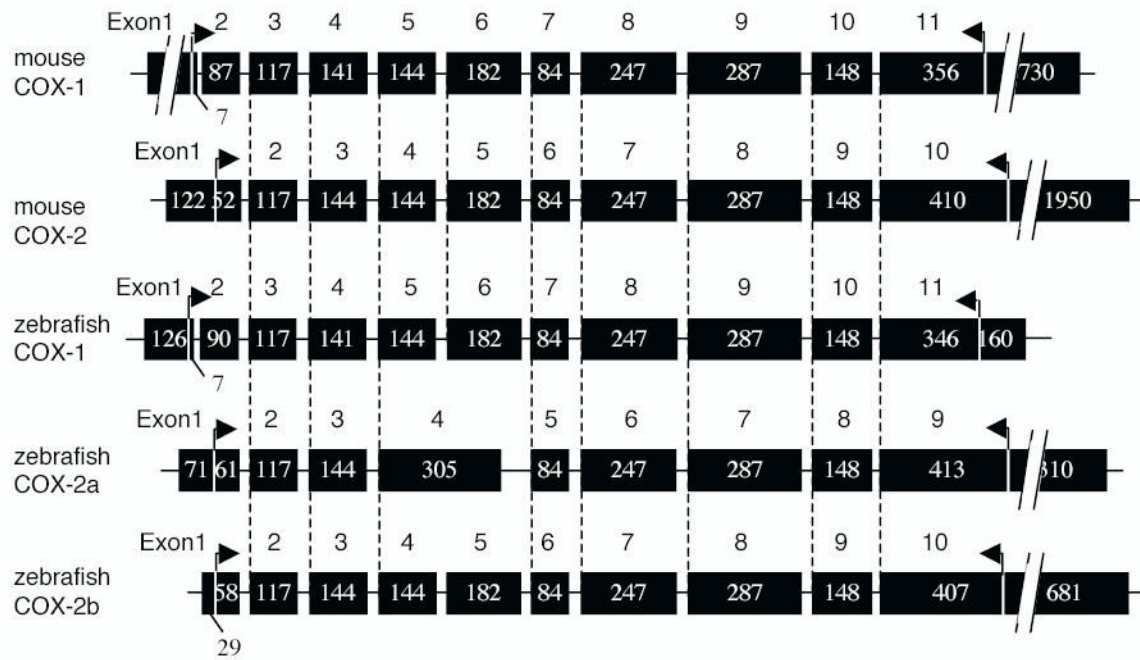 Exon1 2 3 4 5 6 7 8 9 10 11
mouse
COX-1
87 117 141 144 182 84 247 287 148 356 730
7
Exon1 2 3 4 5 6 7 8 9 10
mouse
COX-2
122 52 117 144 144 182 84 247 287 148 410 1950
Exon1 2 3 4 5 6 7 8 9 10 11
zebrafish
COX-1
126 90 117 141 144 182 84 247 287 148 346 160
7
Exon1 2 3 4 5 6 7 8 9
zebrafish
COX-2a
71 61 117 144 305 84 247 287 148 413 310
Exon1 2 3 4 5 6 7 8 9 10
zebrafish
COX-2b
58 117 144 144 182 84 247 287 148 407 681
29